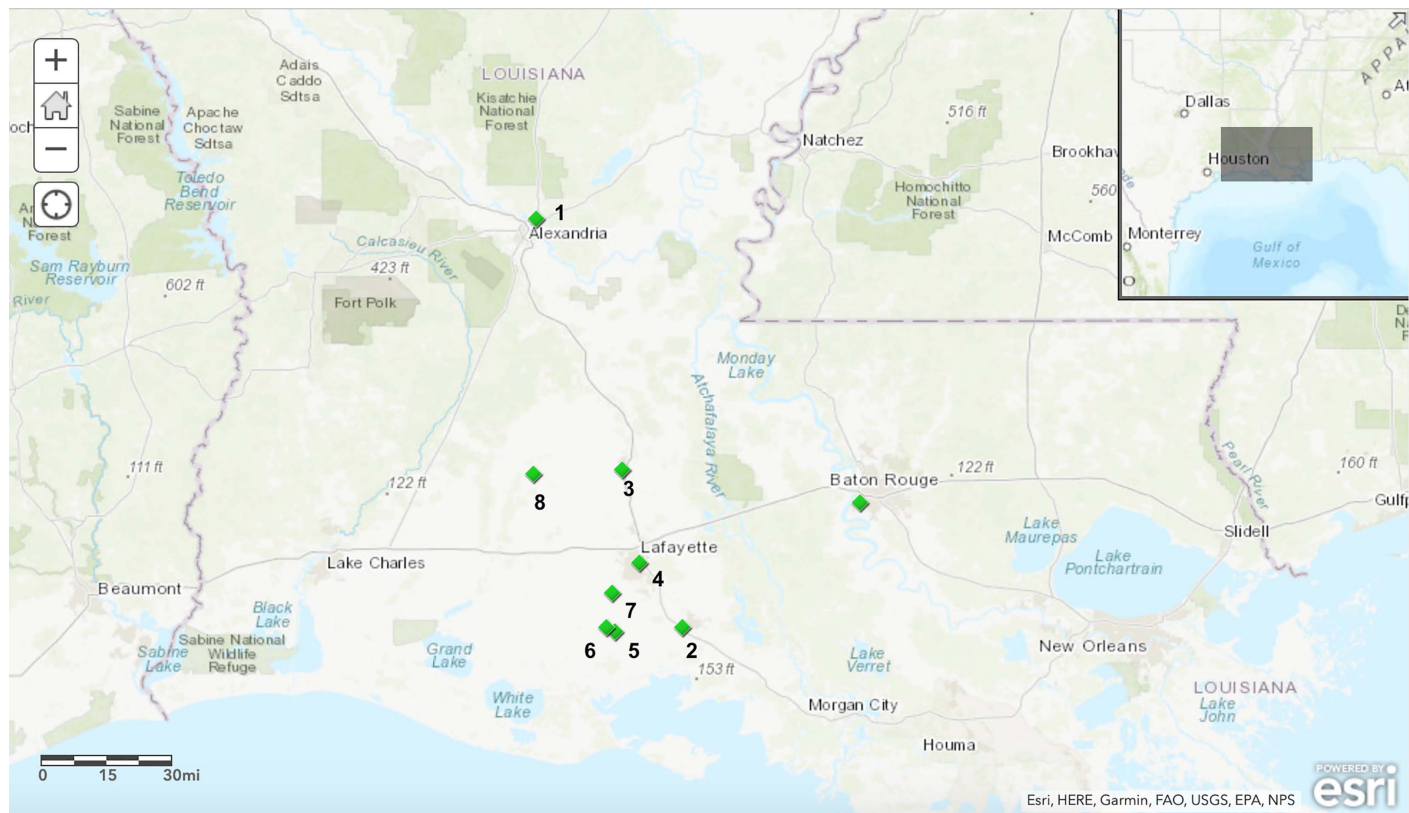 +
−
LOUISIANA
Adais
Caddo
Sdtsa
Kisatchie
National
Forest
Sabine
National
Forest
Apache
Choctaw
Sdtsa
Toledo
Bend
Reservoir
Forest
Sam Rayburn
Reservoir
River
602 ft
Calcasieu River
423 ft
Fort Polk
1
Alexandria
Natchez
516 ft
Brookhav
560
Homochitto
National
Forest
McComb
Dallas
Houston
Monterrey
Gulf of
Mexico
APPA
At
Monday
Lake
Atchafalaya River
111 ft
122 ft
8
3
Baton Rouge
122 ft
Pearl River
160 ft
Gulfp
Slidell
Lake
Maurepas
Lake
Pontchartrain
Lake Charles
Lafayette
4
Beaumont
Black
Lake
7
Sabine National
Wildlife
Refuge
Sabine
Lake
Grand
Lake
6
5
2
153 ft
Lake
Verret
New Orleans
White
Lake
Morgan City
LOUISIANA
Lake
John
Houma
0 15 30mi
POWERED BY
esri
Esri, HERE, Garmin, FAO, USGS, EPA, NPS